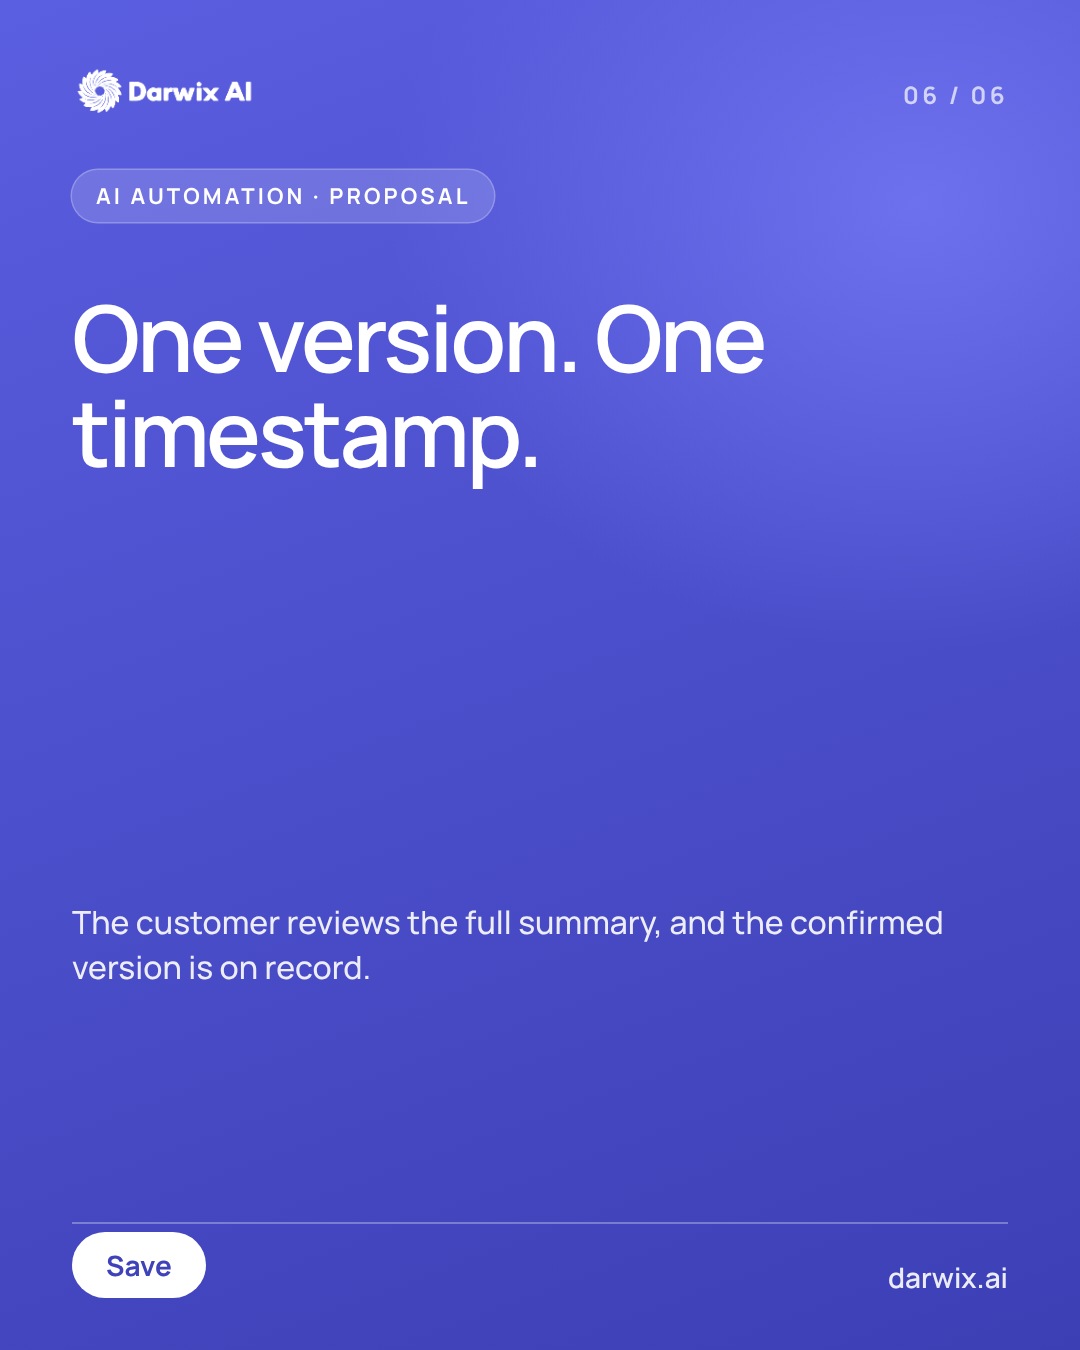 Darwix AI
06 / 06
AI AUTOMATION · PROPOSAL
One version. One
timestamp.
The customer reviews the full summary, and the confirmed
version is on record.
Save
darwix.ai